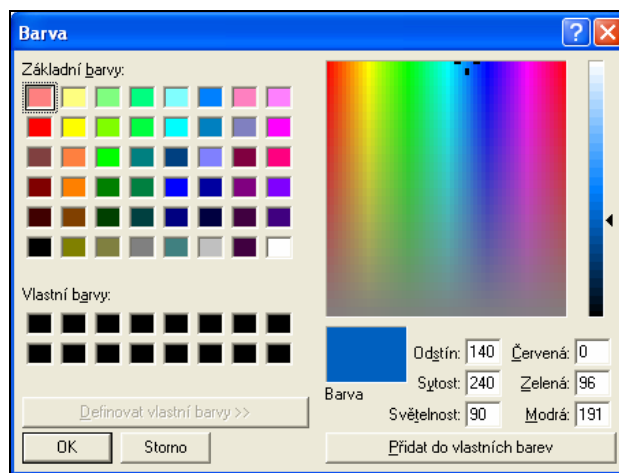 Barva
Základní barvy:
Vlastní barvy:
Definovat vlastní barvy >>
OK Storno
Barva
Odstín: 140 Červená: 0
Sytost: 240 Zelená: 96
Světelnost: 90 Modrá: 191
Přidat do vlastních barev